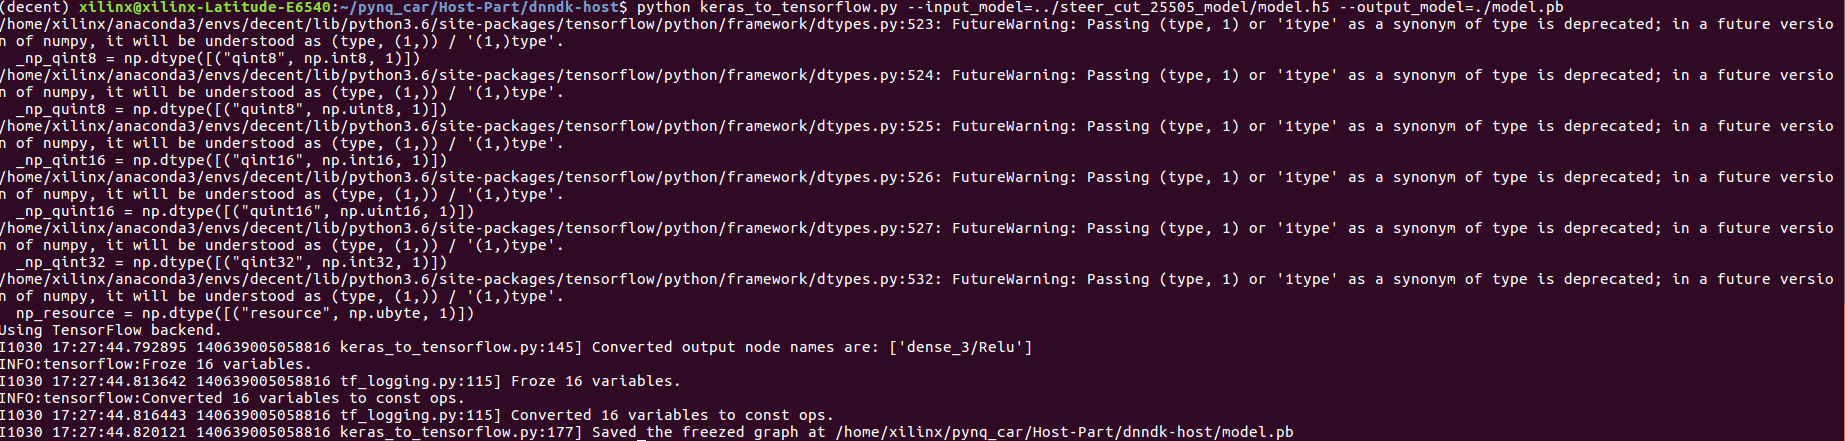 (decent) xilinx@xilinx-Latitude-E6540:~/pynq_car/Host-Part/dnndk-host$ python keras_to_tensorflow.py --input_model=../steer_cut_25505_model/model.h5 --output_model=./model.pb
/home/xilinx/anaconda3/envs/decent/lib/python3.6/site-packages/tensorflow/python/framework/dtypes.py:523: FutureWarning: Passing (type, 1) or '1type' as a synonym of type is deprecated; in a future versio
n of numpy, it will be understood as (type, (1,)) / '(1,)type'.
  _np_qint8 = np.dtype([("qint8", np.int8, 1)])
/home/xilinx/anaconda3/envs/decent/lib/python3.6/site-packages/tensorflow/python/framework/dtypes.py:524: FutureWarning: Passing (type, 1) or '1type' as a synonym of type is deprecated; in a future versio
n of numpy, it will be understood as (type, (1,)) / '(1,)type'.
  _np_quint8 = np.dtype([("quint8", np.uint8, 1)])
/home/xilinx/anaconda3/envs/decent/lib/python3.6/site-packages/tensorflow/python/framework/dtypes.py:525: FutureWarning: Passing (type, 1) or '1type' as a synonym of type is deprecated; in a future versio
n of numpy, it will be understood as (type, (1,)) / '(1,)type'.
  _np_qint16 = np.dtype([("qint16", np.int16, 1)])
/home/xilinx/anaconda3/envs/decent/lib/python3.6/site-packages/tensorflow/python/framework/dtypes.py:526: FutureWarning: Passing (type, 1) or '1type' as a synonym of type is deprecated; in a future versio
n of numpy, it will be understood as (type, (1,)) / '(1,)type'.
  _np_quint16 = np.dtype([("quint16", np.uint16, 1)])
/home/xilinx/anaconda3/envs/decent/lib/python3.6/site-packages/tensorflow/python/framework/dtypes.py:527: FutureWarning: Passing (type, 1) or '1type' as a synonym of type is deprecated; in a future versio
n of numpy, it will be understood as (type, (1,)) / '(1,)type'.
  _np_qint32 = np.dtype([("qint32", np.int32, 1)])
/home/xilinx/anaconda3/envs/decent/lib/python3.6/site-packages/tensorflow/python/framework/dtypes.py:532: FutureWarning: Passing (type, 1) or '1type' as a synonym of type is deprecated; in a future versio
n of numpy, it will be understood as (type, (1,)) / '(1,)type'.
  np_resource = np.dtype([("resource", np.ubyte, 1)])
Using TensorFlow backend.
I1030 17:27:44.792895 140639005058816 keras_to_tensorflow.py:145] Converted output node names are: ['dense_3/Relu']
INFO:tensorflow:Froze 16 variables.
I1030 17:27:44.813642 140639005058816 tf_logging.py:115] Froze 16 variables.
INFO:tensorflow:Converted 16 variables to const ops.
I1030 17:27:44.816443 140639005058816 tf_logging.py:115] Converted 16 variables to const ops.
I1030 17:27:44.820121 140639005058816 keras_to_tensorflow.py:177] Saved the freezed graph at /home/xilinx/pynq_car/Host-Part/dnndk-host/model.pb